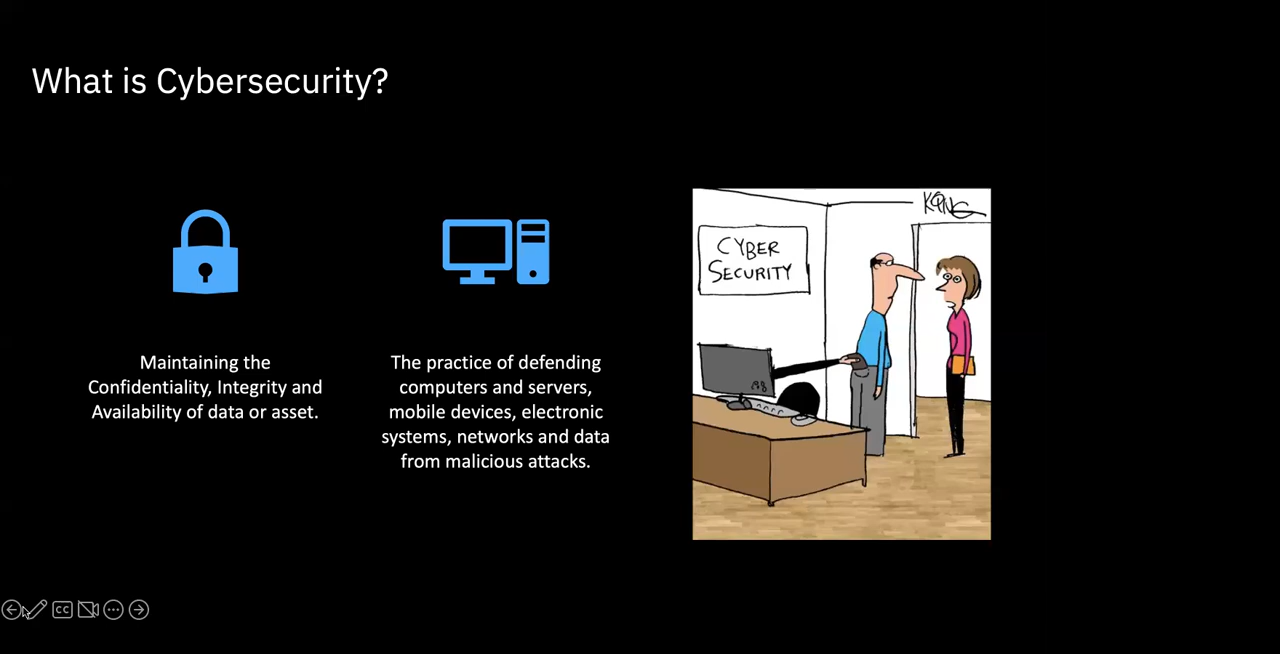 What is Cybersecurity?
Maintaining the
Confidentiality, Integrity and
Availability of data or asset.
The practice of defending
computers and servers,
mobile devices, electronic
systems, networks and data
from malicious attacks.
CYBER
SECURITY
CC